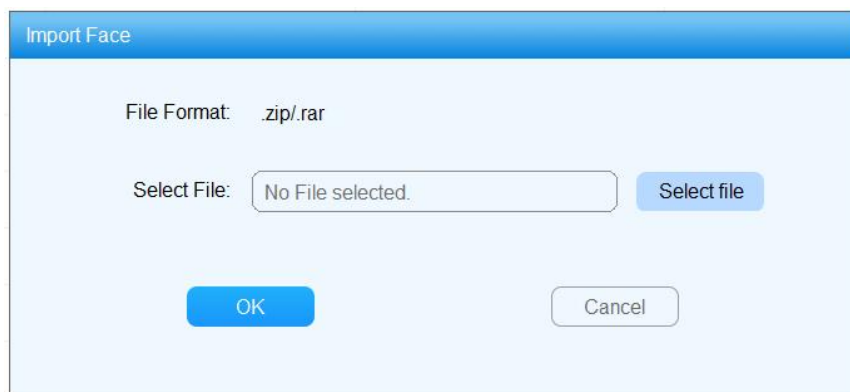 Import Face
File Format: .zip/.rar
Select File: No File selected. Select file
OK Cancel